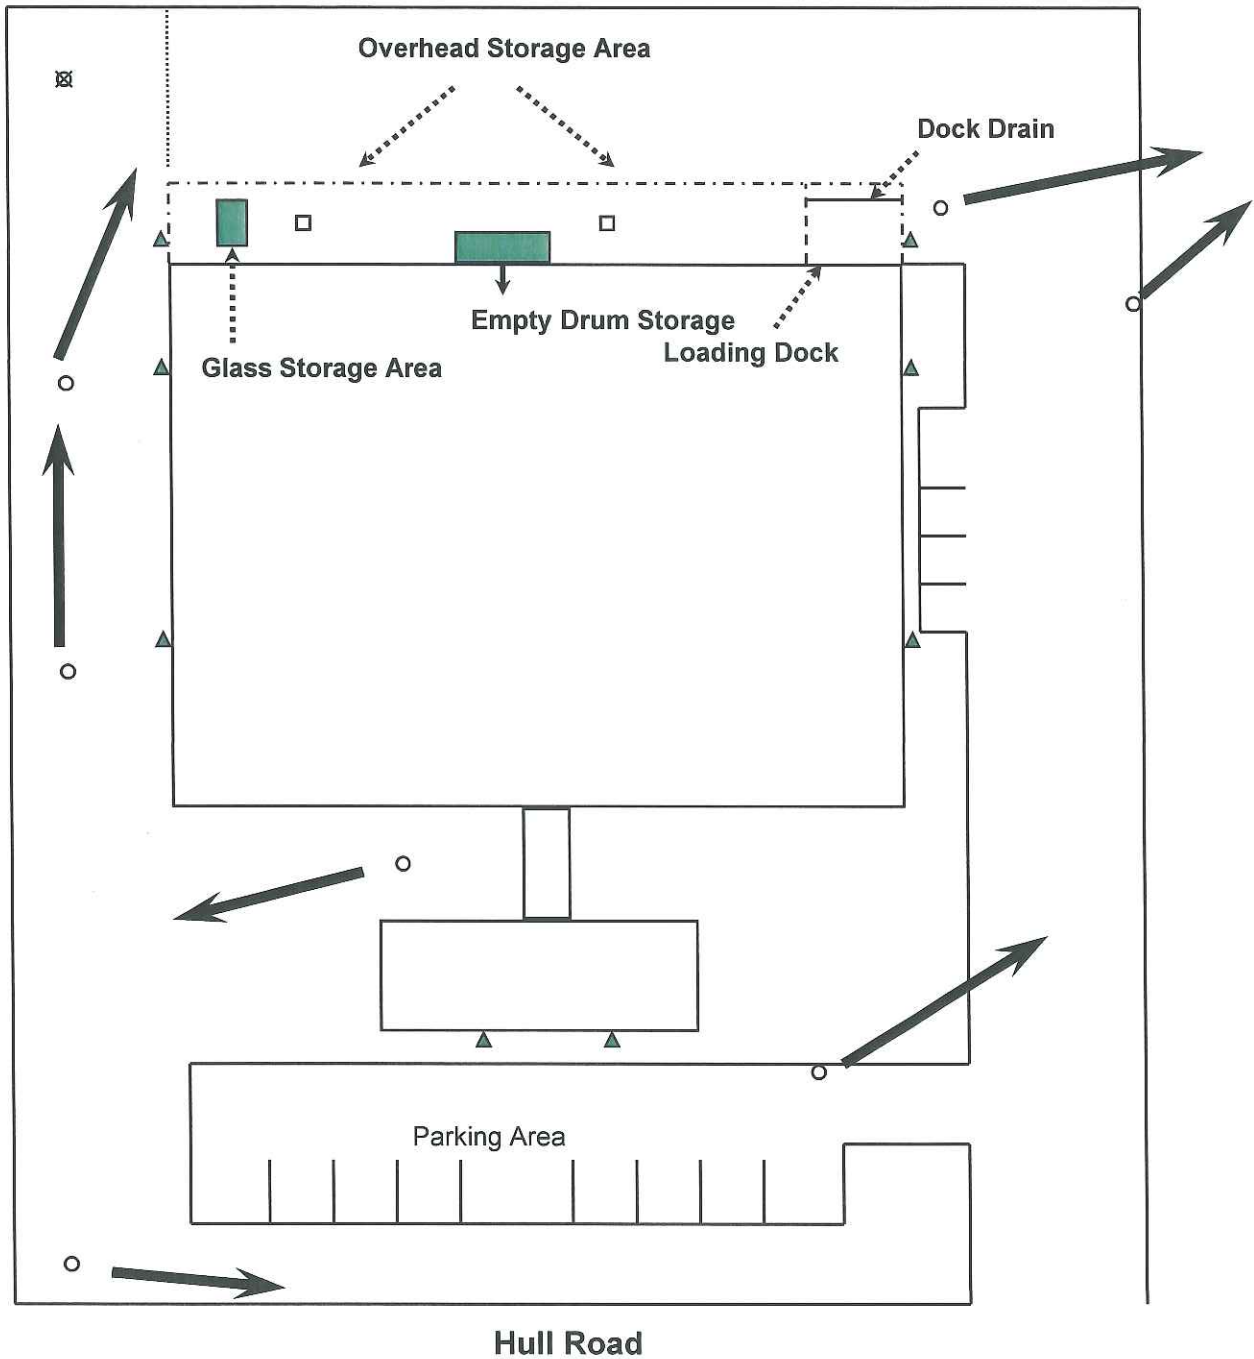 Overhead Storage Area
Dock Drain
Empty Drum Storage
Loading Dock
Glass Storage Area
Parking Area
Hull Road